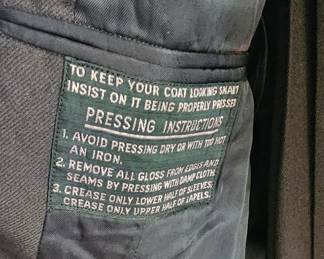 TO KEEP YOUR COAT LOOKING SMART
INSIST ON IT BEING PROPERLY PRESSED
PRESSING INSTRUCTIONS
1. AVOID PRESSING DRY OR WITH TOO HOT
AN IRON.
2. REMOVE ALL GLOSS FROM EDGES AND
SEAMS BY PRESSING WITH DAMP CLOTH.
3. CREASE ONLY LOWER HALF OF SLEEVES;
CREASE ONLY UPPER HALF OF LAPELS.